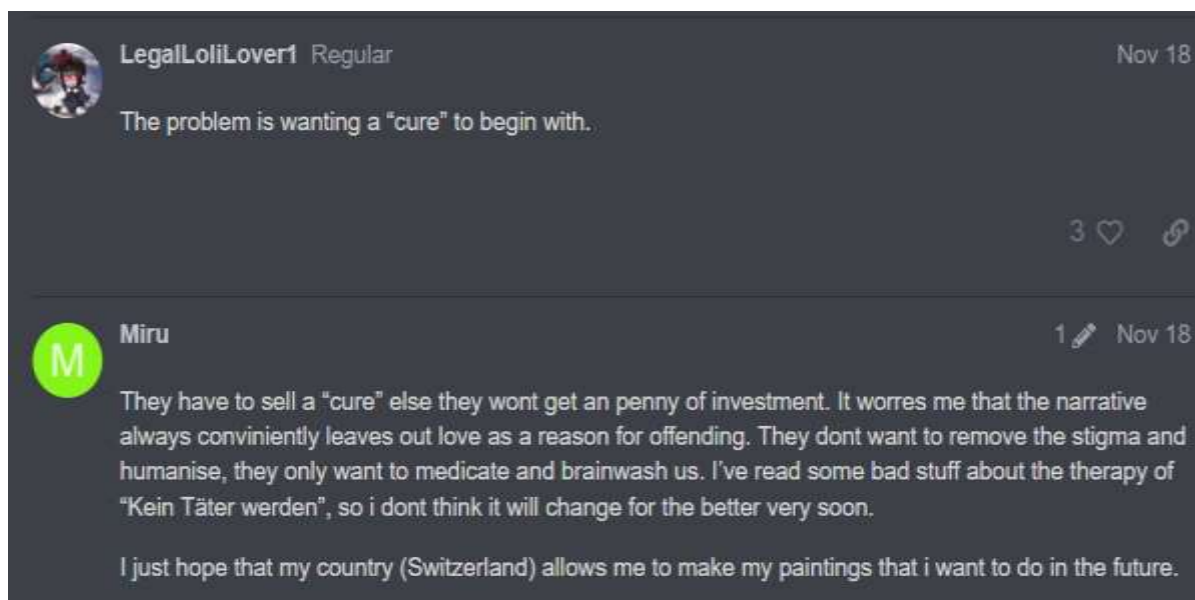 LegalLoliLover1 Regular Nov 18
The problem is wanting a “cure” to begin with.
3
M
Miru 1 Nov 18
They have to sell a “cure” else they wont get an penny of investment. It worres me that the narrative
always conviniently leaves out love as a reason for offending. They dont want to remove the stigma and
humanise, they only want to medicate and brainwash us. I’ve read some bad stuff about the therapy of
“Kein Täter werden”, so i dont think it will change for the better very soon.
I just hope that my country (Switzerland) allows me to make my paintings that i want to do in the future.